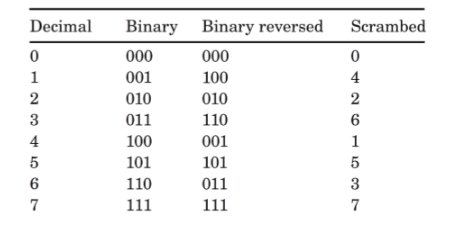 Decimal Binary Binary reversed Scrambed
0 000 000 0
1 001 100 4
2 010 010 2
3 011 110 6
4 100 001 1
5 101 101 5
6 110 011 3
7 111 111 7